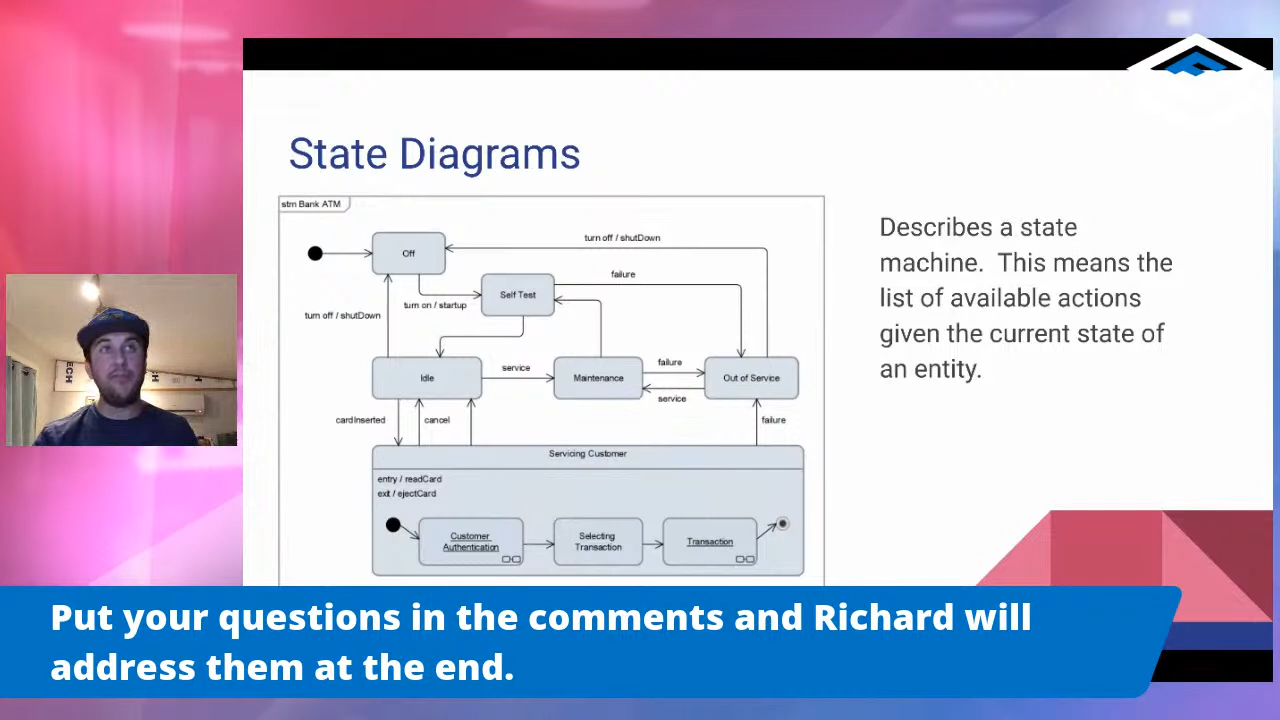 State Diagrams
stm Bank ATM
turn off / shutDown
Off
failure
Self Test
turn on / startup
turn off / shutDown
service
failure
Idle
Maintenance
Out of Service
service
cardInserted
cancel
failure
Servicing Customer
entry / readCard
exit / ejectCard
Customer
Authentication
Selecting
Transaction
Transaction
Describes a state
machine. This means the
list of available actions
given the current state of
an entity.
ECH
H
ECH
Put your questions in the comments and Richard will
address them at the end.